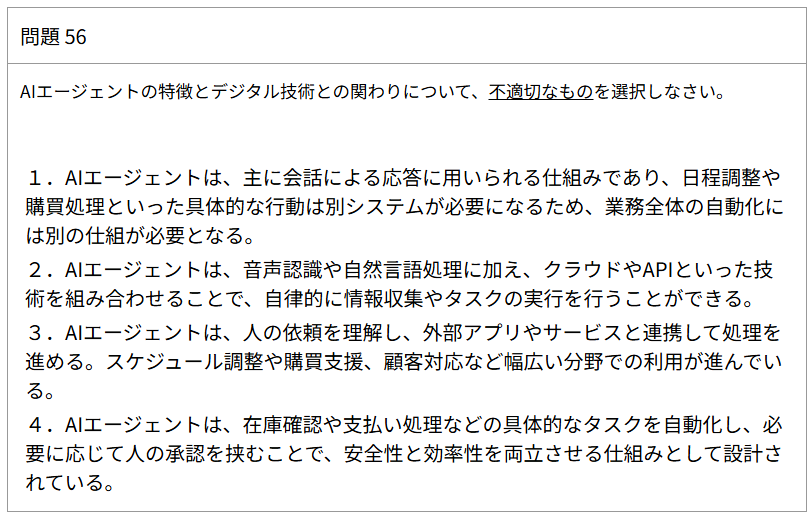 問題 56
AIエージェントの特徴とデジタル技術との関わりについて、不適切なものを選択しなさい。
１．AIエージェントは、主に会話による応答に用いられる仕組みであり、日程調整や
購買処理といった具体的な行動は別システムが必要になるため、業務全体の自動化に
は別の仕組が必要となる。
２．AIエージェントは、音声認識や自然言語処理に加え、クラウドやAPIといった技
術を組み合わせることで、自律的に情報収集やタスクの実行を行うことができる。
３．AIエージェントは、人の依頼を理解し、外部アプリやサービスと連携して処理を
進める。スケジュール調整や購買支援、顧客対応など幅広い分野での利用が進んでい
る。
４．AIエージェントは、在庫確認や支払い処理などの具体的なタスクを自動化し、必
要に応じて人の承認を挟むことで、安全性と効率性を両立させる仕組みとして設計さ
れている。